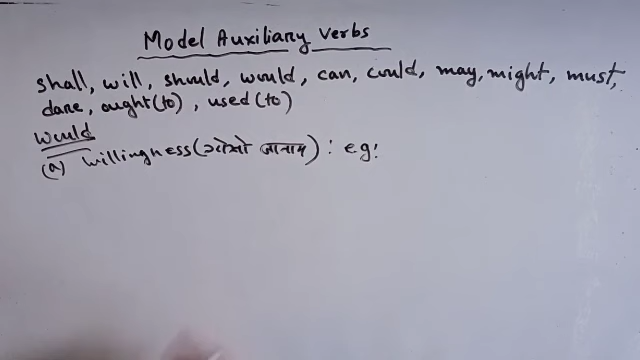 Model Auxiliary Verbs
shall, will, should, would, can, could, may, might, must,
dare, ought(to), used(to)
Would
(a) Willingness( ) : eg: